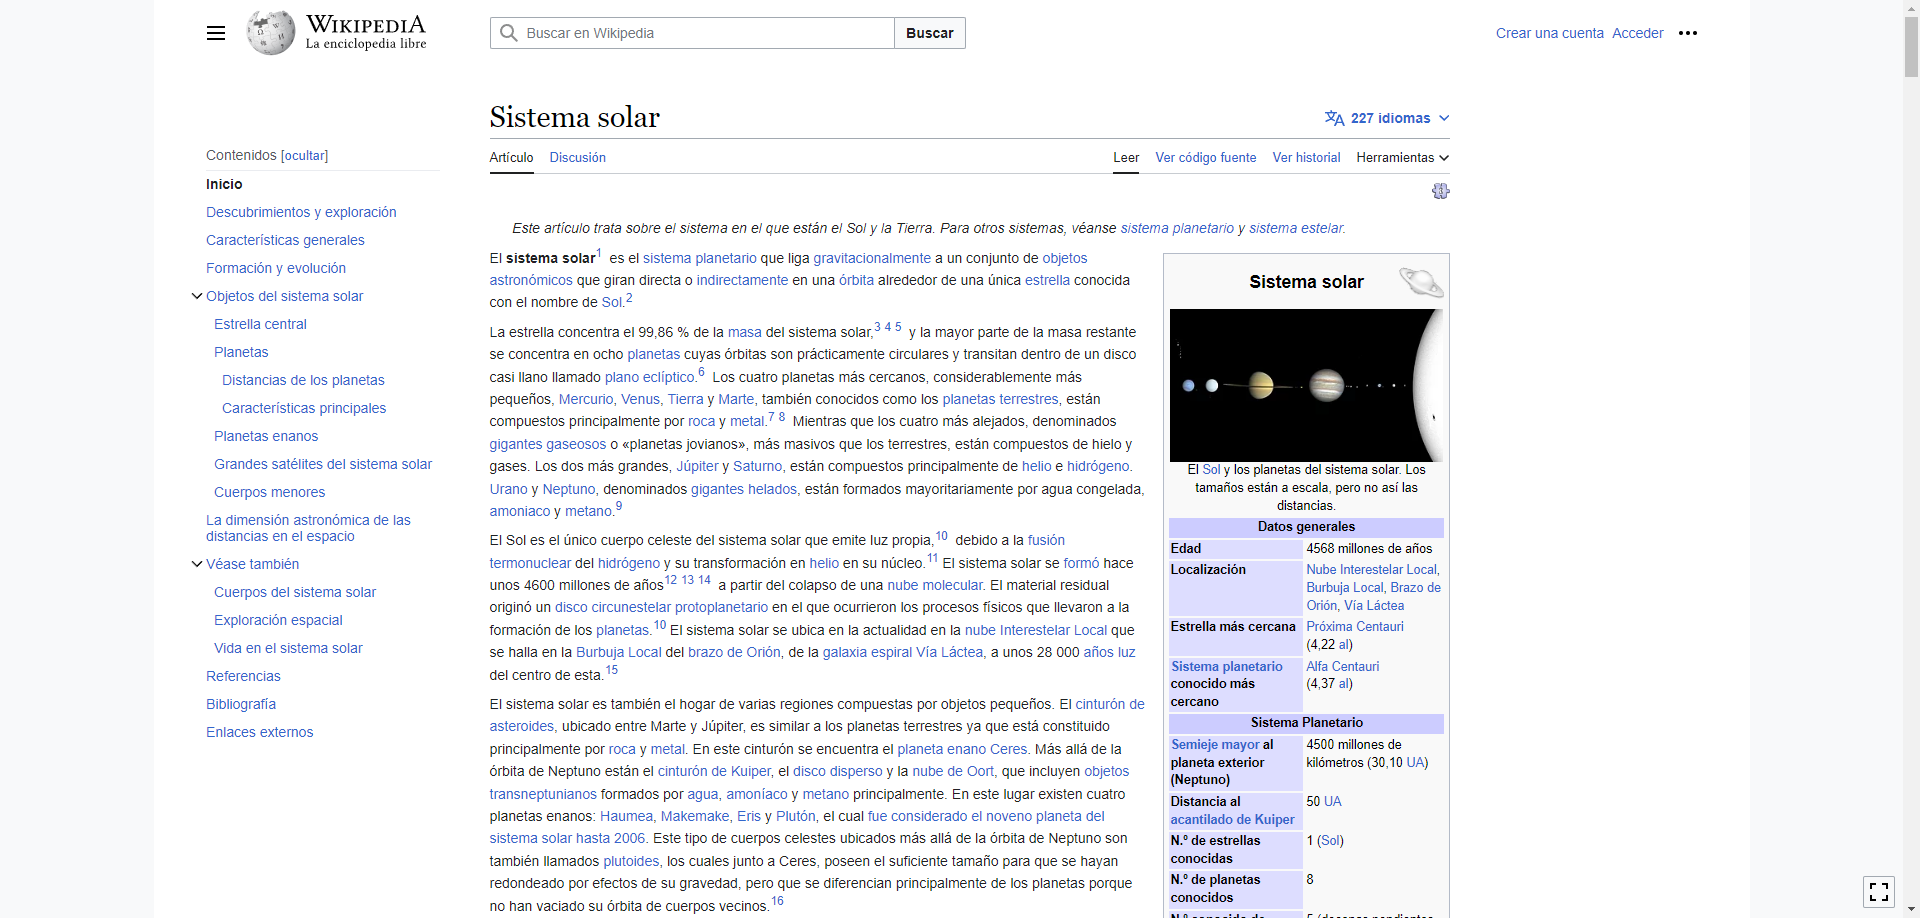 WIKIPEDIA
La enciclopedia libre
Buscar en Wikipedia
Buscar
Crear una cuenta Acceder
Sistema solar
227 idiomas
Artículo Discusión
Leer Ver código fuente Ver historial Herramientas
Contenidos [ocultar]
Inicio
Descubrimientos y exploración
Características generales
Formación y evolución
Objetos del sistema solar
Estrella central
Planetas
Distancias de los planetas
Características principales
Planetas enanos
Grandes satélites del sistema solar
Cuerpos menores
La dimensión astronómica de las
distancias en el espacio
Véase también
Cuerpos del sistema solar
Exploración espacial
Vida en el sistema solar
Referencias
Bibliografía
Enlaces externos
Este artículo trata sobre el sistema en el que están el Sol y la Tierra. Para otros sistemas, véanse sistema planetario y sistema estelar.
El sistema solar1 es el sistema planetario que liga gravitacionalmente a un conjunto de objetos
astronómicos que giran directa o indirectamente en una órbita alrededor de una única estrella conocida
con el nombre de Sol.2
La estrella concentra el 99,86 % de la masa del sistema solar,3 4 5 y la mayor parte de la masa restante
se concentra en ocho planetas cuyas órbitas son prácticamente circulares y transitan dentro de un disco
casi llano llamado plano eclíptico.6 Los cuatro planetas más cercanos, considerablemente más
pequeños, Mercurio, Venus, Tierra y Marte, también conocidos como los planetas terrestres, están
compuestos principalmente por roca y metal.7 8 Mientras que los cuatro más alejados, denominados
gigantes gaseosos o «planetas jovianos», más masivos que los terrestres, están compuestos de hielo y
gases. Los dos más grandes, Júpiter y Saturno, están compuestos principalmente de helio e hidrógeno.
Urano y Neptuno, denominados gigantes helados, están formados mayoritariamente por agua congelada,
amoniaco y metano.9
El Sol es el único cuerpo celeste del sistema solar que emite luz propia,10 debido a la fusión
termonuclear del hidrógeno y su transformación en helio en su núcleo.11 El sistema solar se formó hace
unos 4600 millones de años12 13 14 a partir del colapso de una nube molecular. El material residual
originó un disco circunestelar protoplanetario en el que ocurrieron los procesos físicos que llevaron a la
formación de los planetas.10 El sistema solar se ubica en la actualidad en la nube Interestelar Local que
se halla en la Burbuja Local del brazo de Orión, de la galaxia espiral Vía Láctea, a unos 28 000 años luz
del centro de esta.15
El sistema solar es también el hogar de varias regiones compuestas por objetos pequeños. El cinturón de
asteroides, ubicado entre Marte y Júpiter, es similar a los planetas terrestres ya que está constituido
principalmente por roca y metal. En este cinturón se encuentra el planeta enano Ceres. Más allá de la
órbita de Neptuno están el cinturón de Kuiper, el disco disperso y la nube de Oort, que incluyen objetos
transneptunianos formados por agua, amoníaco y metano principalmente. En este lugar existen cuatro
planetas enanos: Haumea, Makemake, Eris y Plutón, el cual fue considerado el noveno planeta del
sistema solar hasta 2006. Este tipo de cuerpos celestes ubicados más allá de la órbita de Neptuno son
también llamados plutoides, los cuales junto a Ceres, poseen el suficiente tamaño para que se hayan
redondeado por efectos de su gravedad, pero que se diferencian principalmente de los planetas porque
no han vaciado su órbita de cuerpos vecinos.16
Sistema solar
El Sol y los planetas del sistema solar. Los
tamaños están a escala, pero no así las
distancias.
Datos generales
Edad 4568 millones de años
Localización Nube Interestelar Local,
Burbuja Local, Brazo de
Orión, Vía Láctea
Estrella más cercana Próxima Centauri
(4,22 al)
Sistema planetario Alfa Centauri
conocido más (4,37 al)
cercano
Sistema Planetario
Semieje mayor al 4500 millones de
planeta exterior kilómetros (30,10 UA)
(Neptuno)
Distancia al 50 UA
acantilado de Kuiper
N.º de estrellas 1 (Sol)
conocidas
N.º de planetas 8
conocidos
N.º conocido de 5 (decenas pendientes